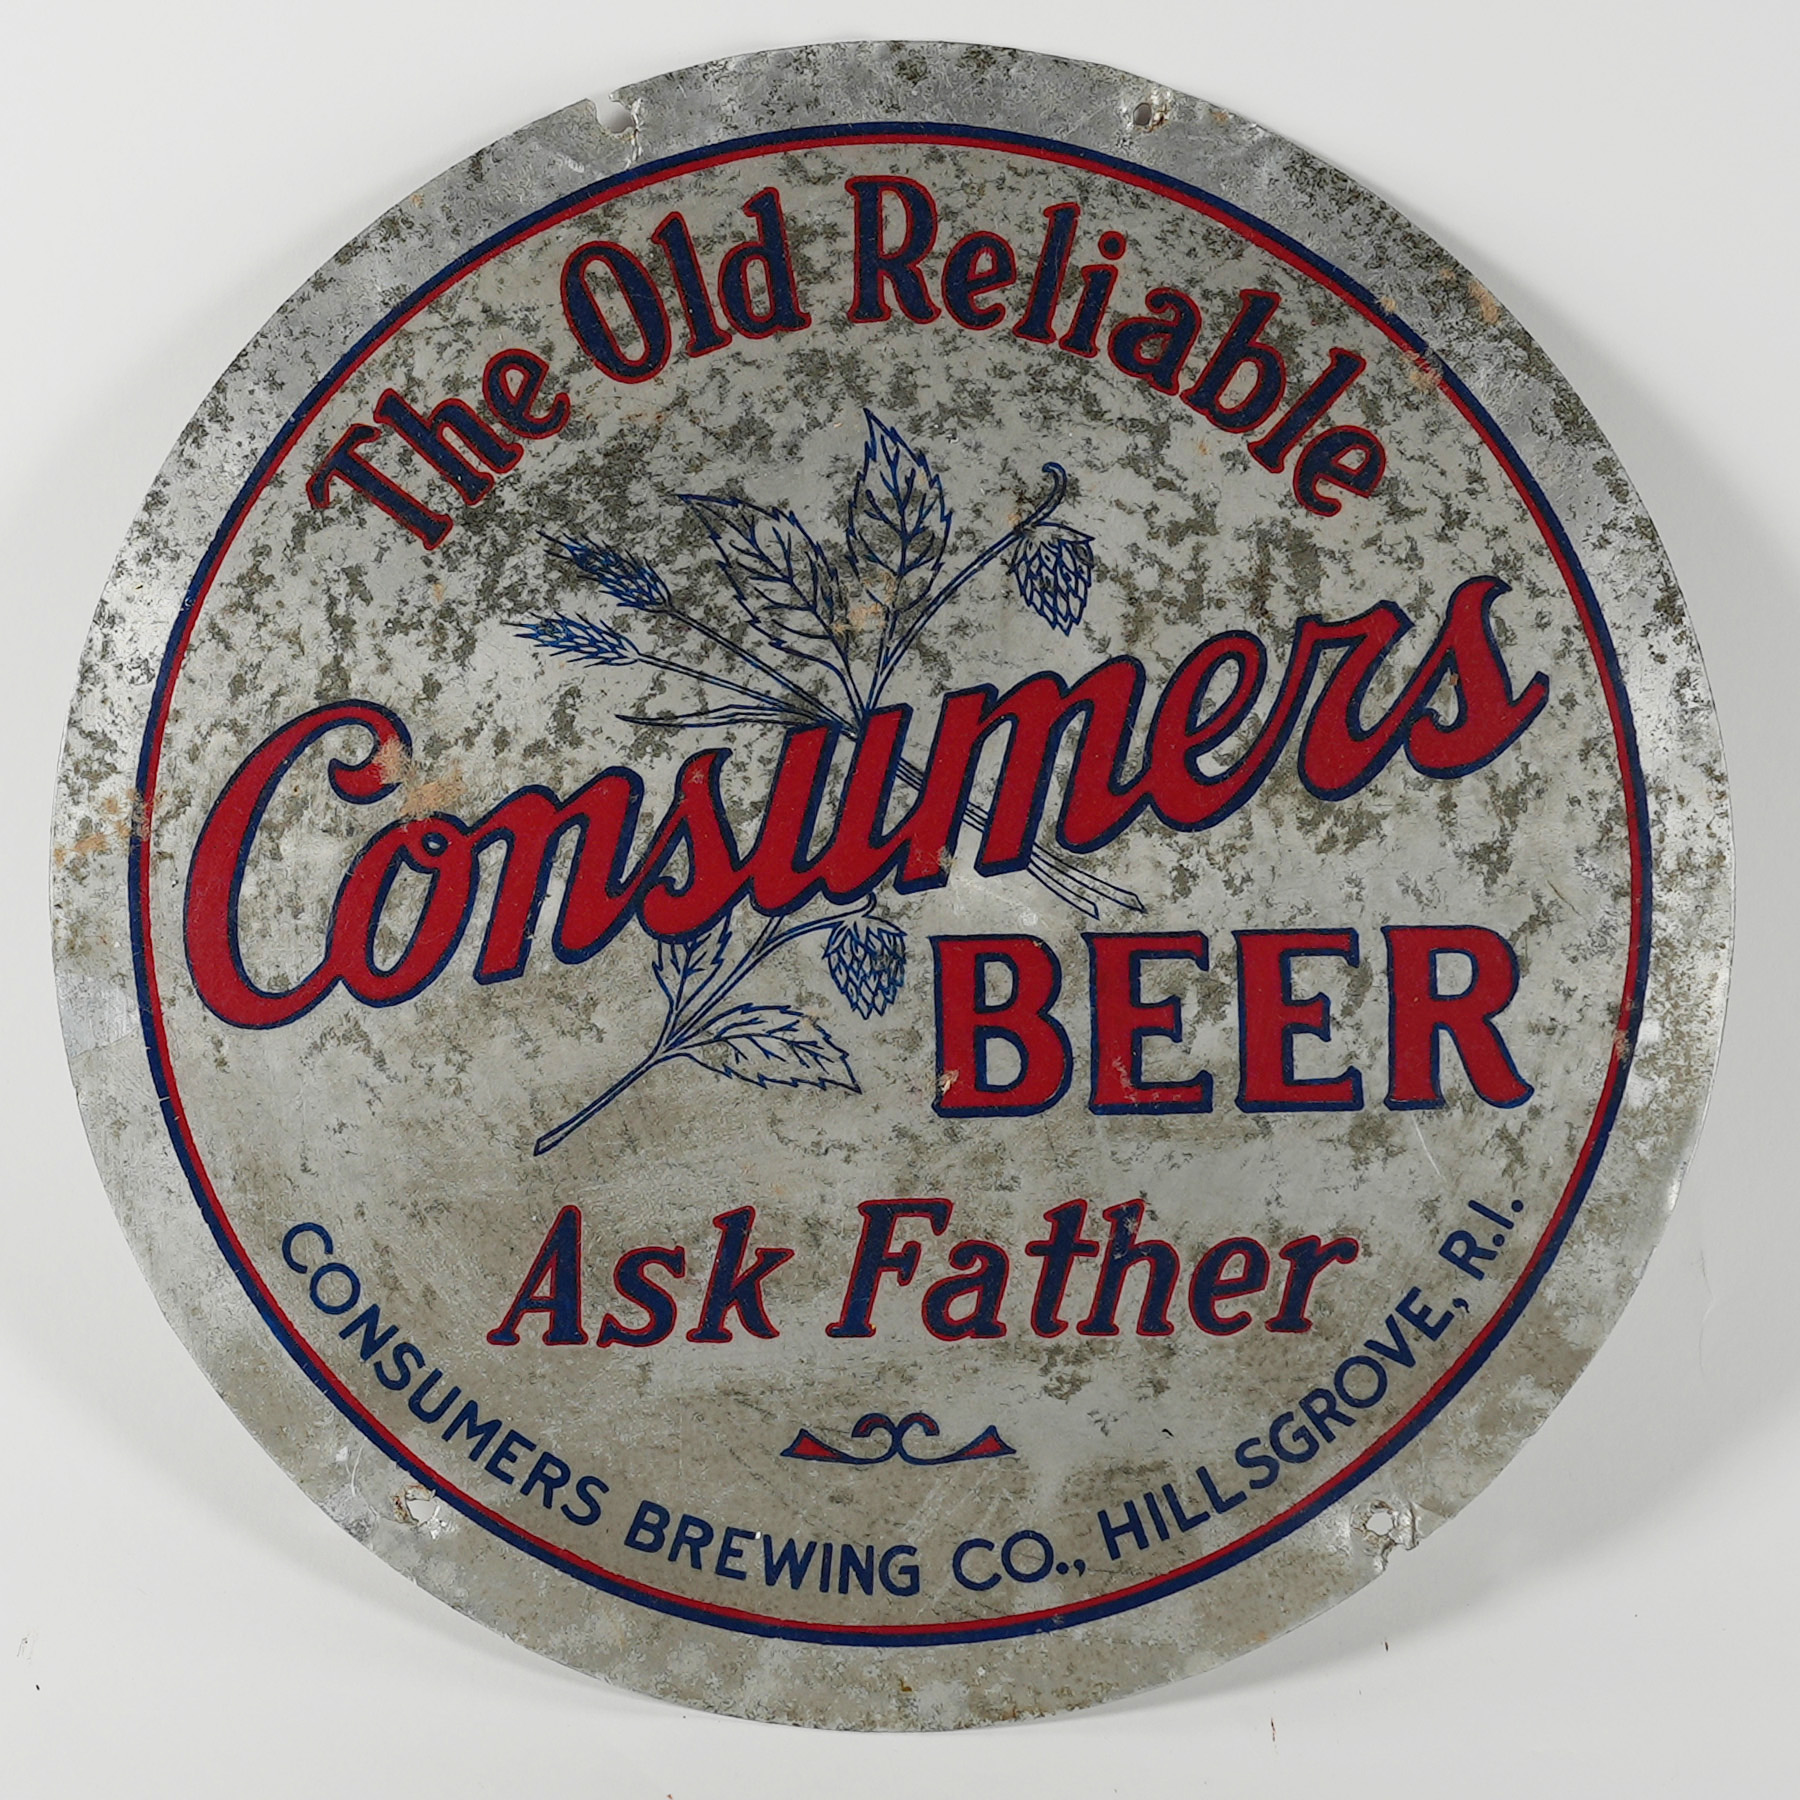 The Old Reliable
Consumers
BEER
Ask Father
CONSUMERS BREWING CO., HILLSGROVE, R.I.